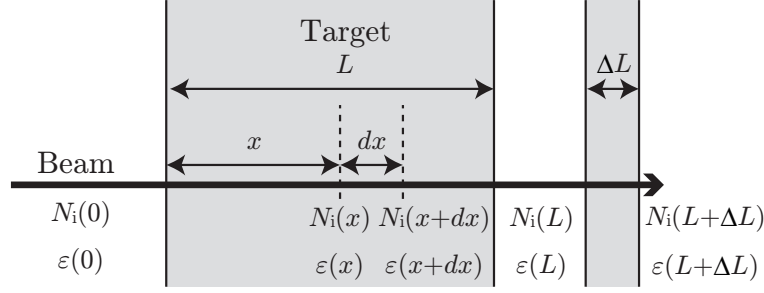 Target
L
ΔL
x
dx
Beam
Nᵢ(0)
Nᵢ(x)
Nᵢ(x+dx)
Nᵢ(L)
Nᵢ(L+ΔL)
ε(0)
ε(x)
ε(x+dx)
ε(L)
ε(L+ΔL)